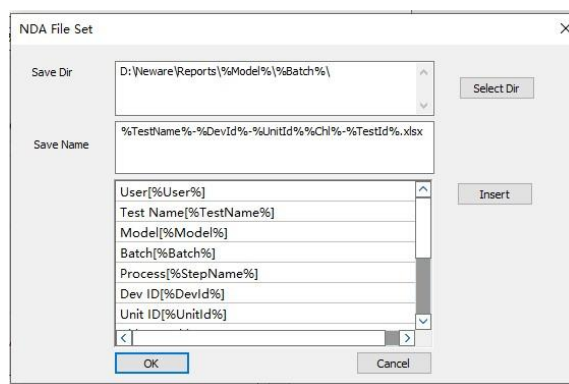 NDA File Set
Save Dir
D:\Neware\Reports\%Model%\%Batch%\
Select Dir
Save Name
%TestName%-%DevId%-%UnitId%%Chl%-%TestId%.xlsx
User[%User%]
Insert
Test Name[%TestName%]
Model[%Model%]
Batch[%Batch%]
Process[%StepName%]
Dev ID[%DevId%]
Unit ID[%UnitId%]
OK
Cancel